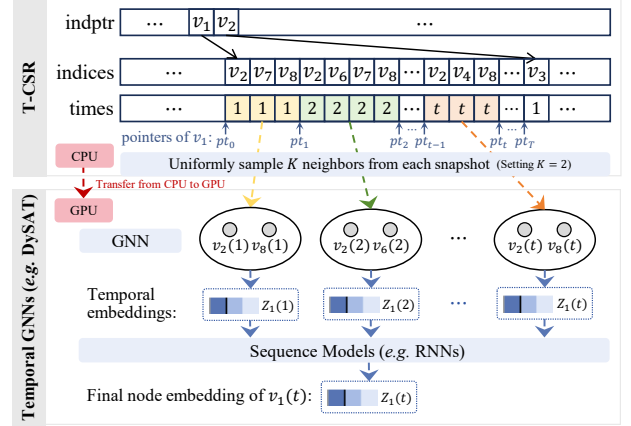 T-CSR
indptr ⋯ v₁ v₂ ⋯
indices ⋯ v₂ v₇ v₈ v₂ v₆ v₇ v₈ ⋯ v₂ v₄ v₈ ⋯ v₃ ⋯
times ⋯ 1 1 1 2 2 2 2 ⋯ t t t ⋯ 1 ⋯
pointers of v₁: pt₀ pt₁ pt₂ ⋯ ptₜ₋₁ ptₜ ⋯ pt_T
CPU
Uniformly sample K neighbors from each snapshot (Setting K = 2)
Transfer from CPU to GPU
GPU
Temporal GNNs (e.g. DySAT)
GNN
v₂(1) v₈(1) v₂(2) v₆(2) ⋯ v₂(t) v₈(t)
Temporal
embeddings:
Z₁(1) Z₁(2) ⋯ Z₁(t)
Sequence Models (e.g. RNNs)
Final node embedding of v₁(t): Z₁(t)